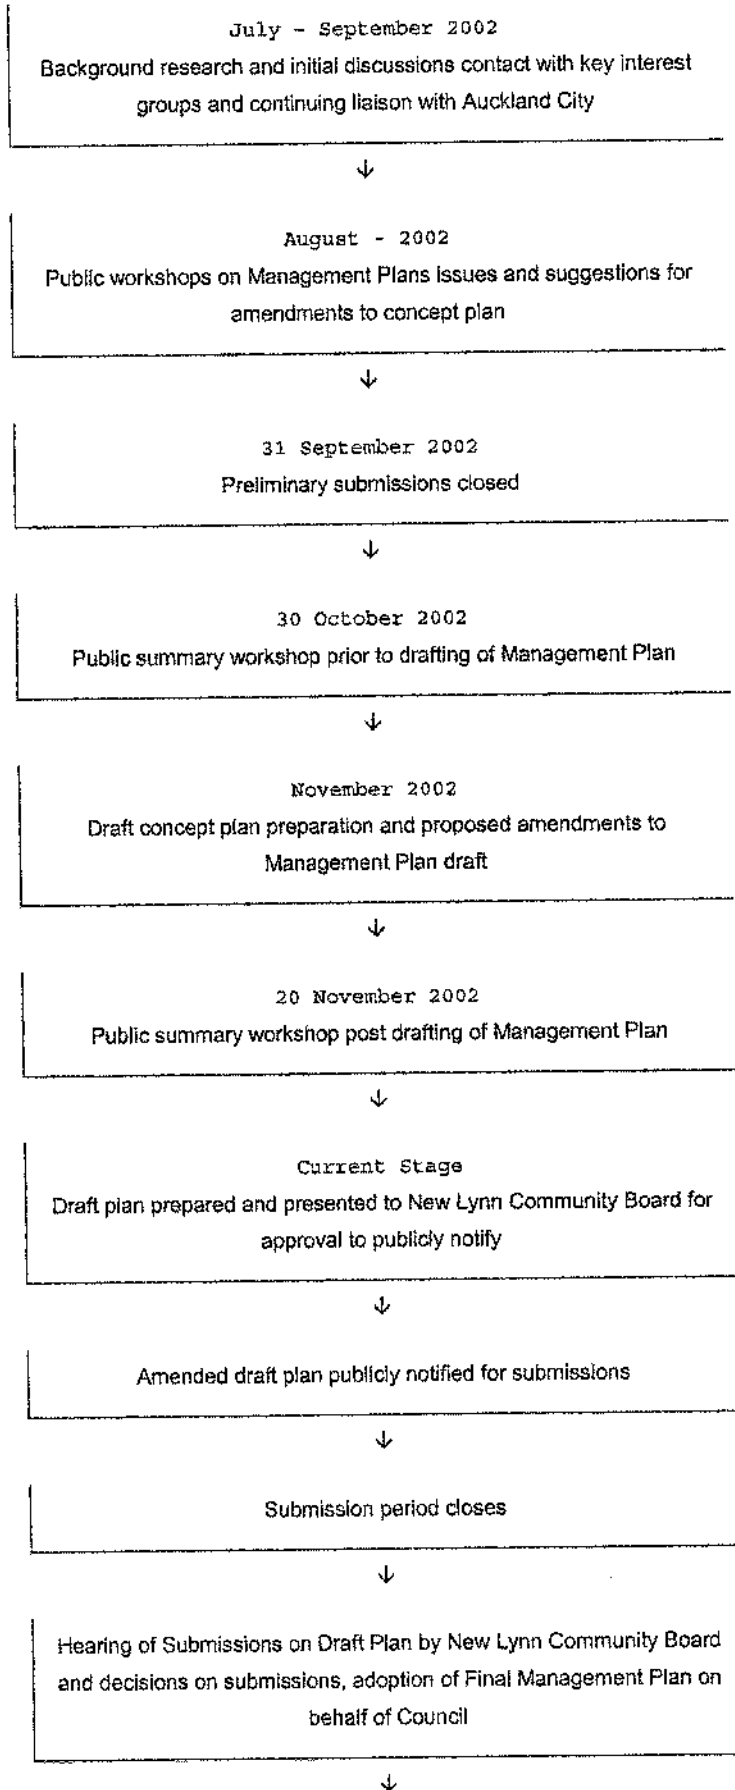 July - September 2002
Background research and initial discussions contact with key interest
groups and continuing liaison with Auckland City
↓
August - 2002
Public workshops on Management Plans issues and suggestions for
amendments to concept plan
↓
31 September 2002
Preliminary submissions closed
↓
30 October 2002
Public summary workshop prior to drafting of Management Plan
↓
November 2002
Draft concept plan preparation and proposed amendments to
Management Plan draft
↓
20 November 2002
Public summary workshop post drafting of Management Plan
↓
Current Stage
Draft plan prepared and presented to New Lynn Community Board for
approval to publicly notify
↓
Amended draft plan publicly notified for submissions
↓
Submission period closes
↓
Hearing of Submissions on Draft Plan by New Lynn Community Board
and decisions on submissions, adoption of Final Management Plan on
behalf of Council
↓